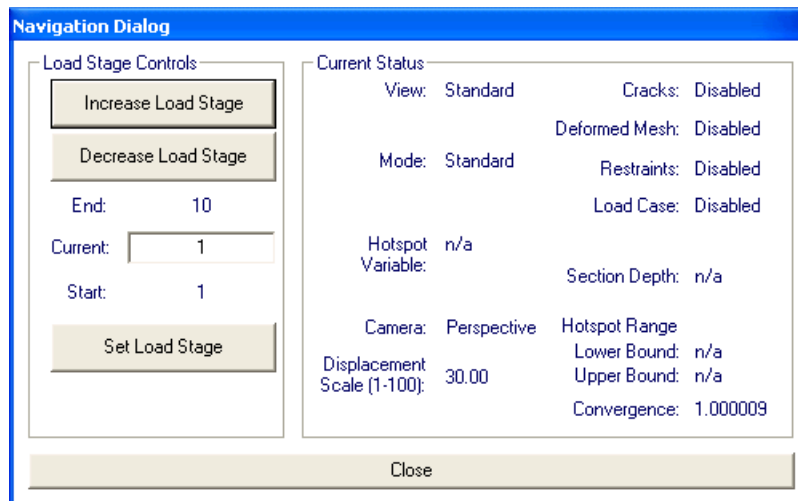 Navigation Dialog
Load Stage Controls
Increase Load Stage
Decrease Load Stage
End: 10
Current: 1
Start: 1
Set Load Stage
Current Status
View: Standard
Mode: Standard
Hotspot n/a
Variable:
Camera: Perspective
Displacement
Scale (1-100): 30.00
Cracks: Disabled
Deformed Mesh: Disabled
Restraints: Disabled
Load Case: Disabled
Section Depth: n/a
Hotspot Range
Lower Bound: n/a
Upper Bound: n/a
Convergence: 1.000009
Close